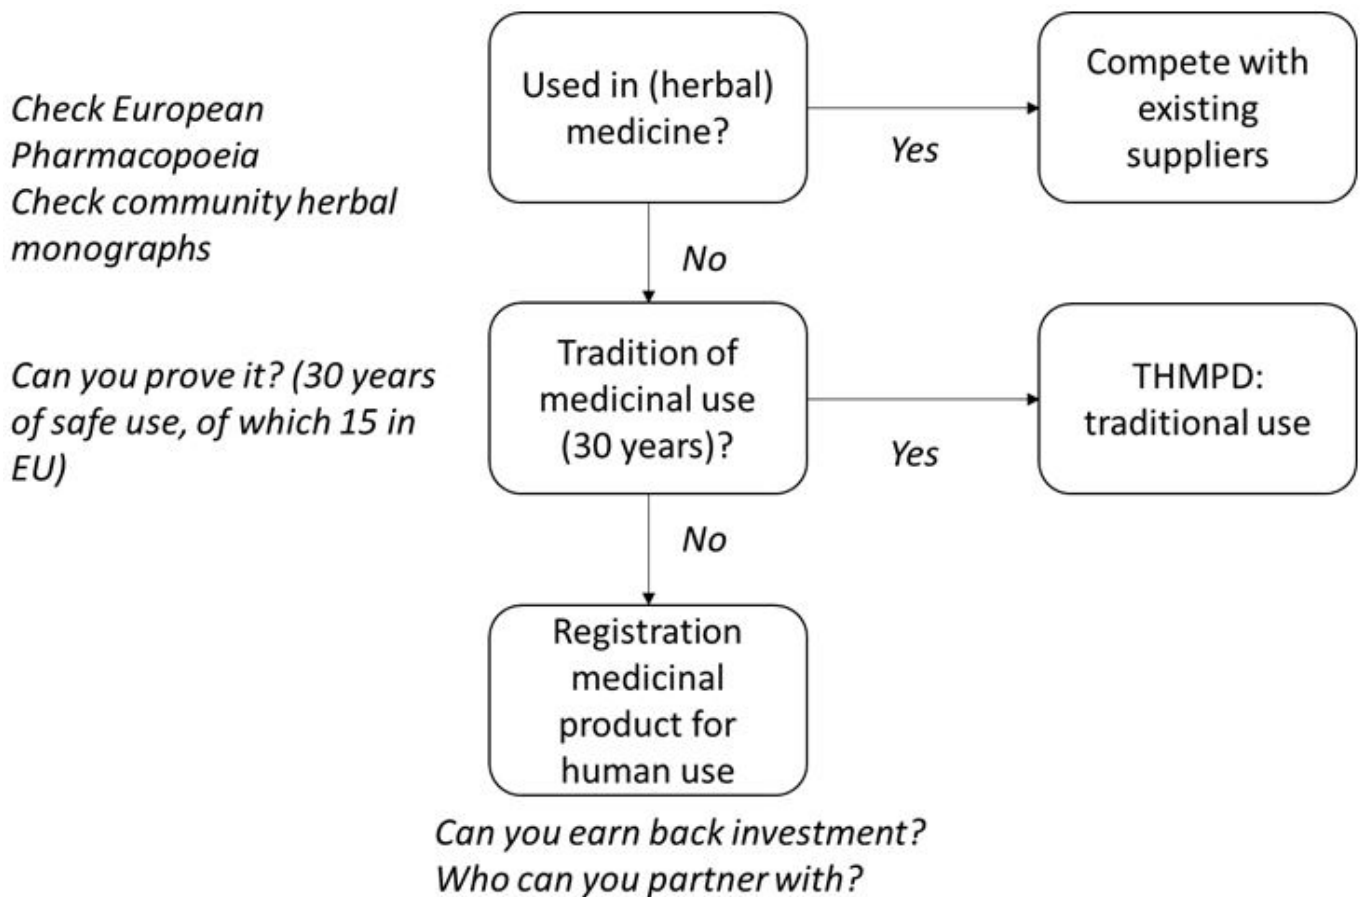 Used in (herbal)
medicine?
Yes
Compete with
existing
suppliers
Check European
Pharmacopoeia
Check community herbal
monographs
No
Tradition of
medicinal use
(30 years)?
Yes
THMPD:
traditional use
Can you prove it? (30 years
of safe use, of which 15 in
EU)
No
Registration
medicinal
product for
human use
Can you earn back investment?
Who can you partner with?